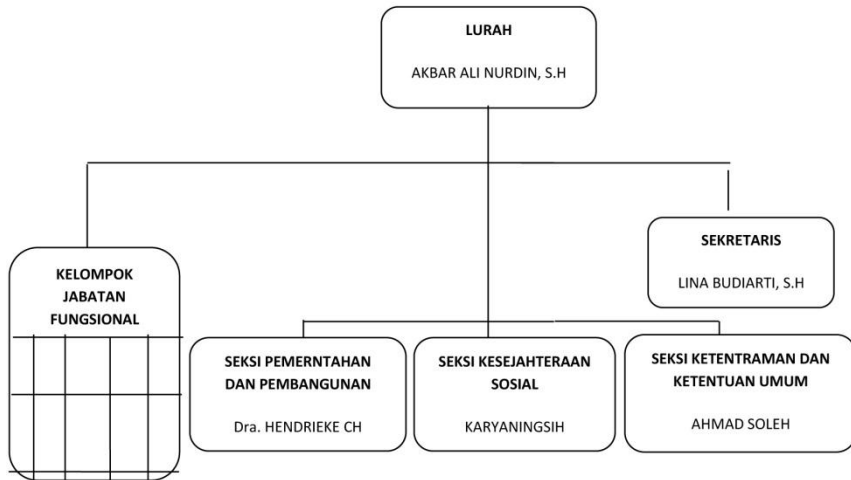 LURAH
AKBAR ALI NURDIN, S.H
SEKRETARIS
LINA BUDIARTI, S.H
KELOMPOK
JABATAN
FUNGSIONAL
SEKSI PEMERNTAHAN
DAN PEMBANGUNAN
Dra. HENDRIEKE CH
SEKSI KESEJAHTERAAN
SOSIAL
KARYANINGSIH
SEKSI KETENTRAMAN DAN
KETENTUAN UMUM
AHMAD SOLEH